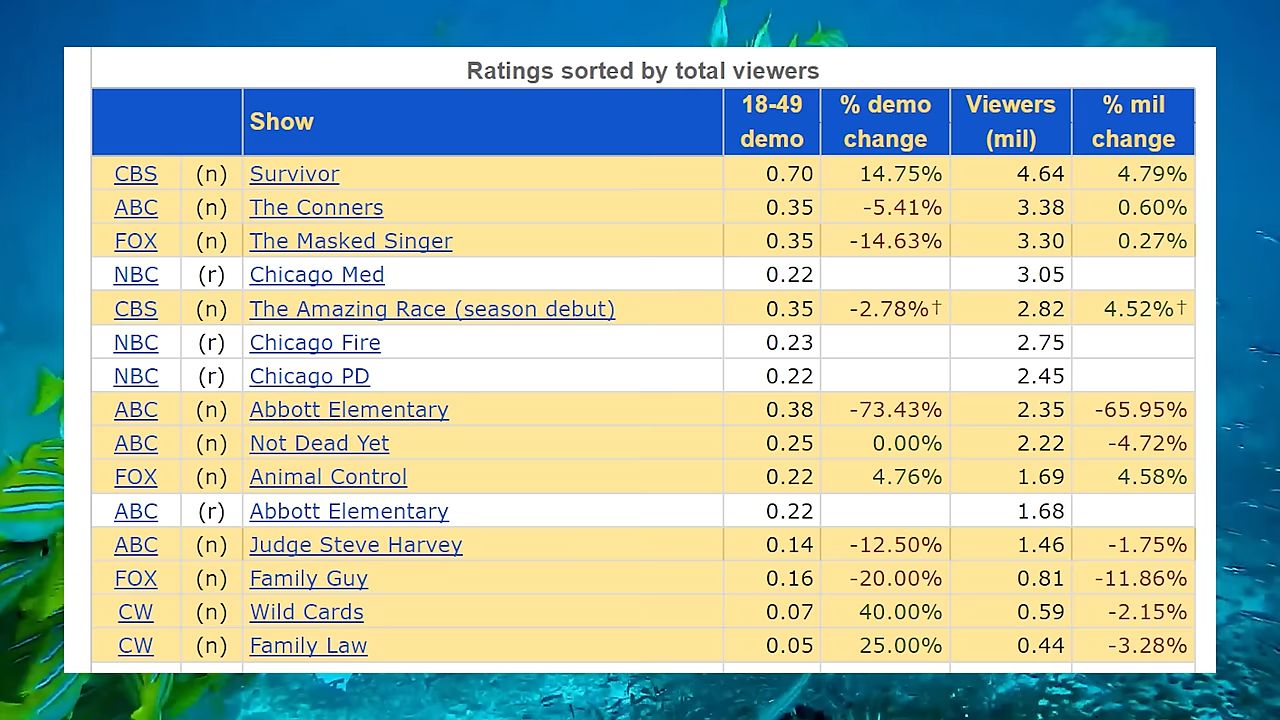 Ratings sorted by total viewers
Show 18-49 demo % demo change Viewers (mil) % mil change
CBS (n) Survivor 0.70 14.75% 4.64 4.79%
ABC (n) The Conners 0.35 -5.41% 3.38 0.60%
FOX (n) The Masked Singer 0.35 -14.63% 3.30 0.27%
NBC (r) Chicago Med 0.22 3.05
CBS (n) The Amazing Race (season debut) 0.35 -2.78%† 2.82 4.52%†
NBC (r) Chicago Fire 0.23 2.75
NBC (r) Chicago PD 0.22 2.45
ABC (n) Abbott Elementary 0.38 -73.43% 2.35 -65.95%
ABC (n) Not Dead Yet 0.25 0.00% 2.22 -4.72%
FOX (n) Animal Control 0.22 4.76% 1.69 4.58%
ABC (r) Abbott Elementary 0.22 1.68
ABC (n) Judge Steve Harvey 0.14 -12.50% 1.46 -1.75%
FOX (n) Family Guy 0.16 -20.00% 0.81 -11.86%
CW (n) Wild Cards 0.07 40.00% 0.59 -2.15%
CW (n) Family Law 0.05 25.00% 0.44 -3.28%